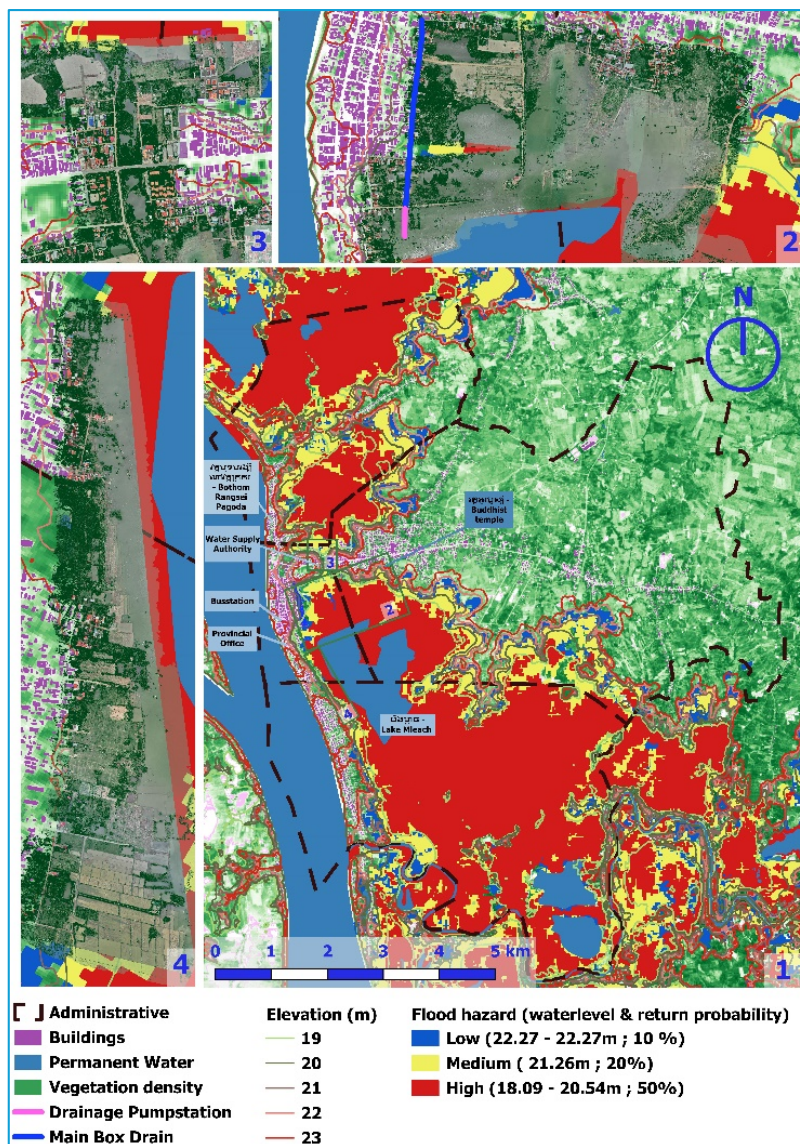 3
2
4
N
- Bothom
Rangsei
Pagoda
Water Supply
Authority
Busstation
Provincial
Office
Buddhist
temple
3
2
4
Lake Mleach
0 1 2 3 4 5 km
1
Administrative
Buildings
Permanent Water
Vegetation density
Drainage Pumpstation
Main Box Drain
Elevation (m)
19
20
21
22
23
Flood hazard (waterlevel & return probability)
Low (22.27 - 22.27m ; 10 %)
Medium ( 21.26m ; 20%)
High (18.09 - 20.54m ; 50%)